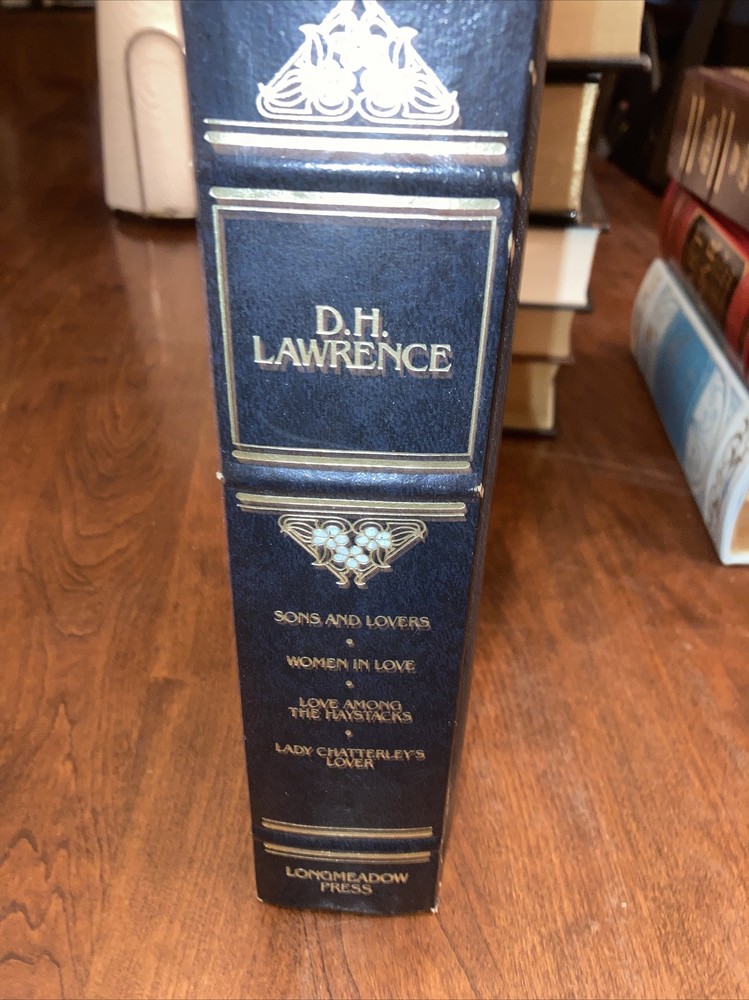 D.H.
LAWRENCE
SONS AND LOVERS
WOMEN IN LOVE
LOVE AMONG
THE HAYSTACKS
LADY CHATTERLEY'S
LOVER
LONGMEADOW
PRESS